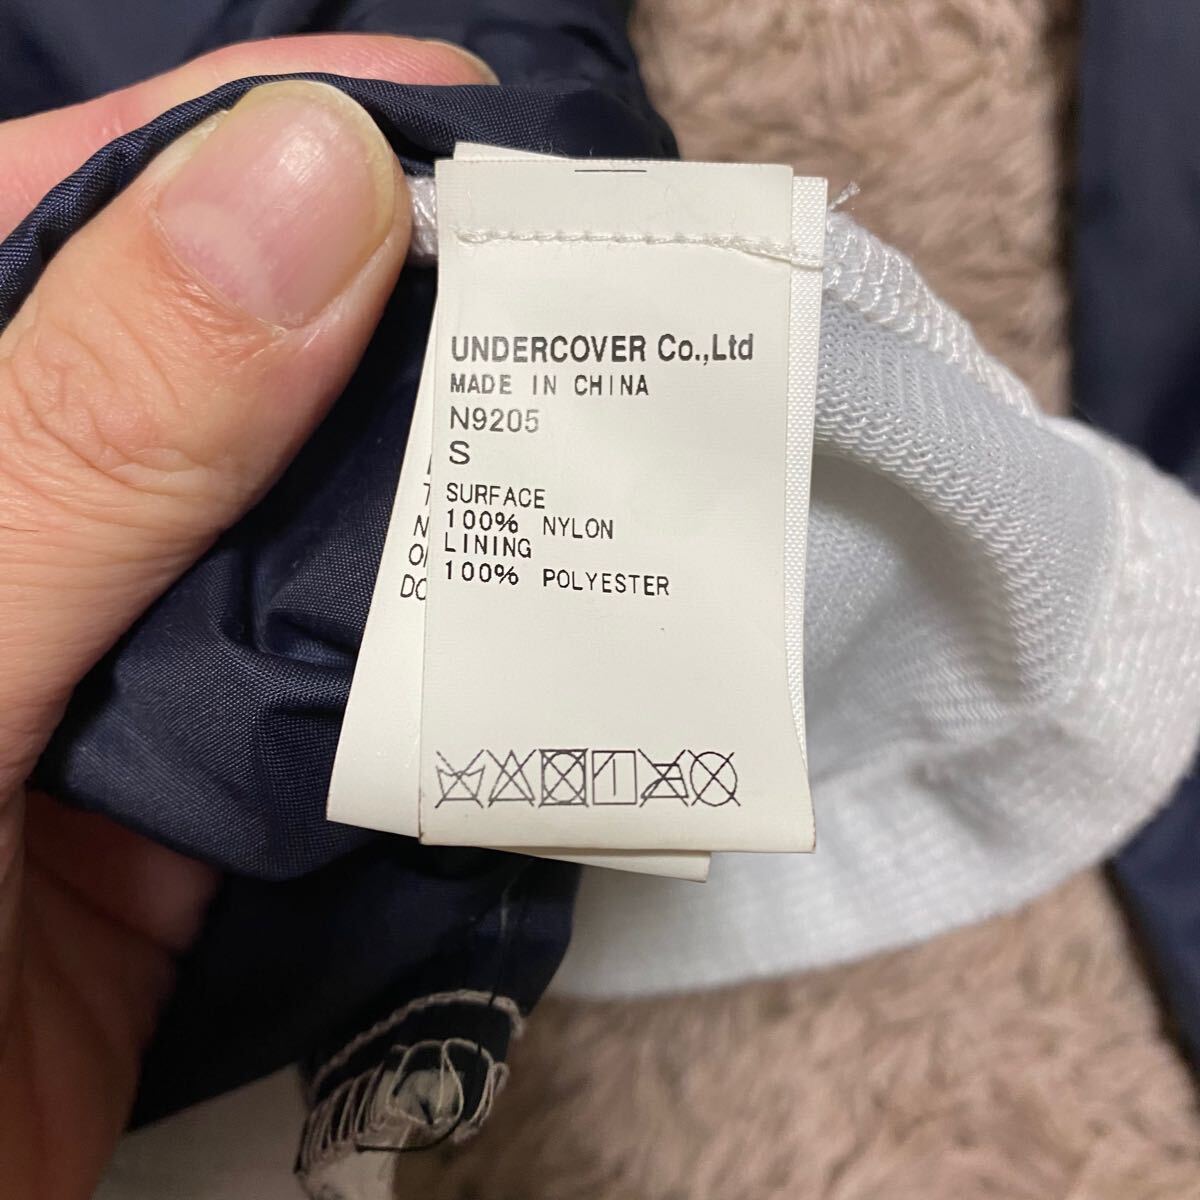 UNDERCOVER Co.,Ltd
MADE IN CHINA
N9205
S
SURFACE
100% NYLON
LINING
100% POLYESTER